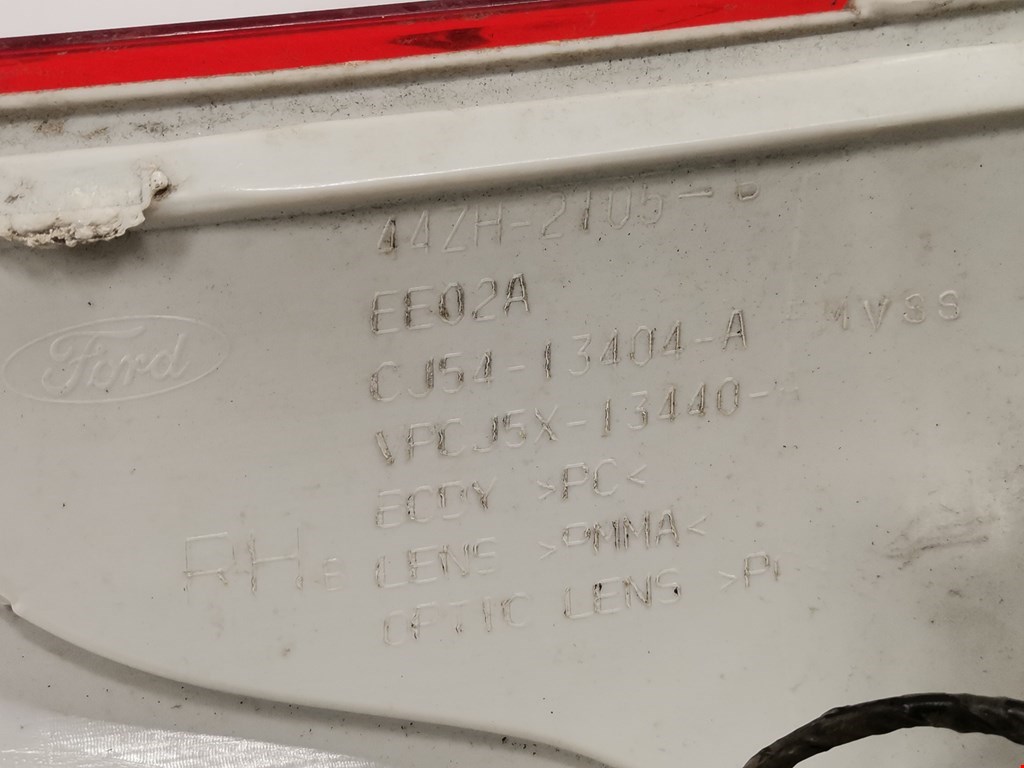 44ZH-2105-B
EE02A
Ford
CJ54-13404-A MVSS
VPCJ5X-13440-
BODY >PC<
RH E LENS >PMMA<
OPTIC LENS >P